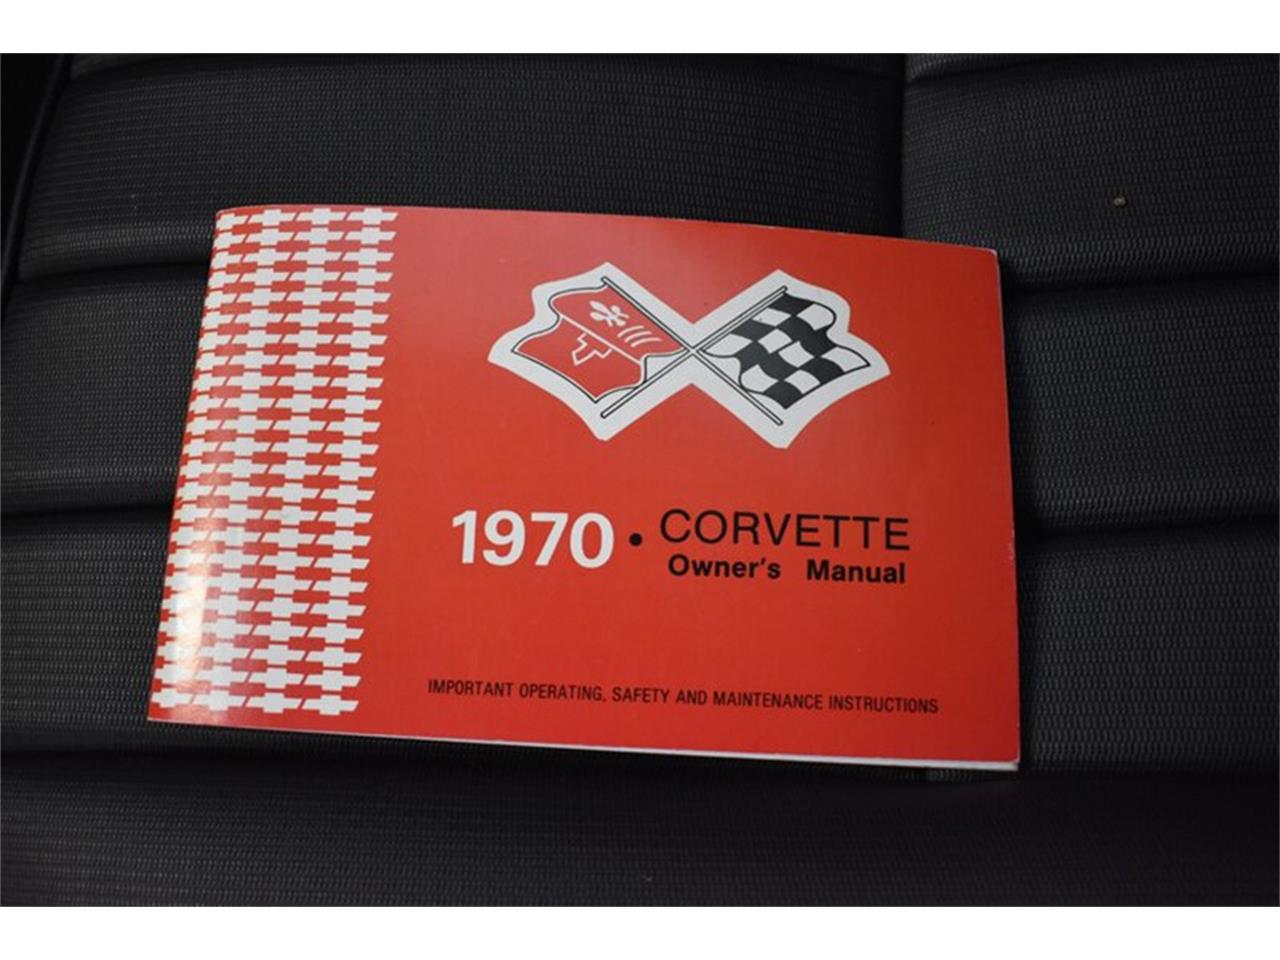 1970 • CORVETTE
Owner's Manual
IMPORTANT OPERATING, SAFETY AND MAINTENANCE INSTRUCTIONS